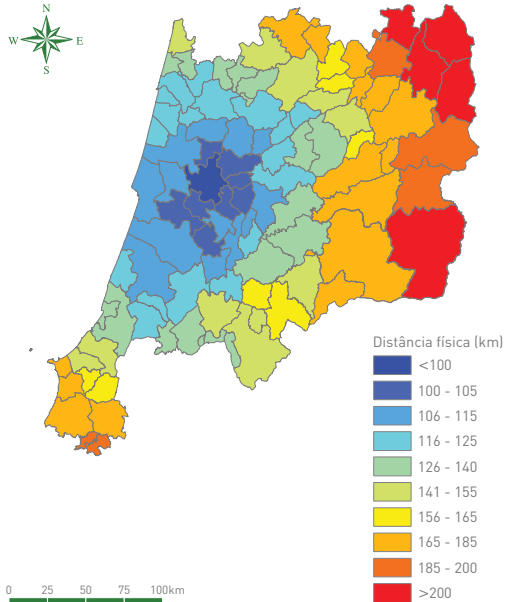 N
W E
S
Distância física (km)
<100
100 - 105
106 - 115
116 - 125
126 - 140
141 - 155
156 - 165
165 - 185
185 - 200
>200
0 25 50 75 100km